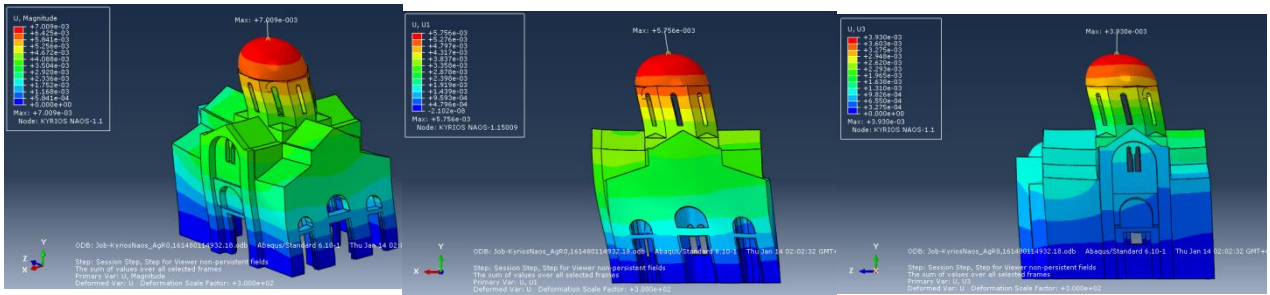 U, Magnitude
+7.009e-03
+6.425e-03
+5.841e-03
+5.256e-03
+4.672e-03
+4.088e-03
+3.504e-03
+2.920e-03
+2.336e-03
+1.752e-03
+1.168e-03
+5.841e-04
+0.000e+00
Max: +7.009e-03
Node: KYRIOS NAOS-1.1
Max: +7.009e-003
Y
Z
X
ODB: Job-KyriosNaos_AgR0,161480114932.18.odb Abaqus/Standard 6.10-1 Thu Jan 14 02:0
Step: Session Step, Step for Viewer non-persistent fields
The sum of values over all selected frames
Primary Var: U, Magnitude
Deformed Var: U Deformation Scale Factor: +3.000e+02
U, U1
+5.756e-03
+5.276e-03
+4.797e-03
+4.317e-03
+3.837e-03
+3.358e-03
+2.878e-03
+2.398e-03
+1.919e-03
+1.439e-03
+9.593e-04
+4.796e-04
-2.102e-08
Max: +5.756e-03
Node: KYRIOS NAOS-1.15009
Max: +5.756e-003
Y
X
ODB: Job-KyriosNaos_AgR0,161480114932.18.odb Abaqus/Standard 6.10-1 Thu Jan 14 02:02:32 GMT+
Step: Session Step, Step for Viewer non-persistent fields
The sum of values over all selected frames
Primary Var: U, U1
Deformed Var: U Deformation Scale Factor: +3.000e+02
U, U3
+3.930e-03
+3.603e-03
+3.275e-03
+2.948e-03
+2.620e-03
+2.293e-03
+1.965e-03
+1.638e-03
+1.310e-03
+9.826e-04
+6.550e-04
+3.275e-04
+0.000e+00
Max: +3.930e-03
Node: KYRIOS NAOS-1.1
Max: +3.930e-003
Y
Z
ODB: Job-KyriosNaos_AgR0,161480114932.18.odb Abaqus/Standard 6.10-1 Thu Jan 14 02:02:32 GMT+
Step: Session Step, Step for Viewer non-persistent fields
The sum of values over all selected frames
Primary Var: U, U3
Deformed Var: U Deformation Scale Factor: +3.000e+02